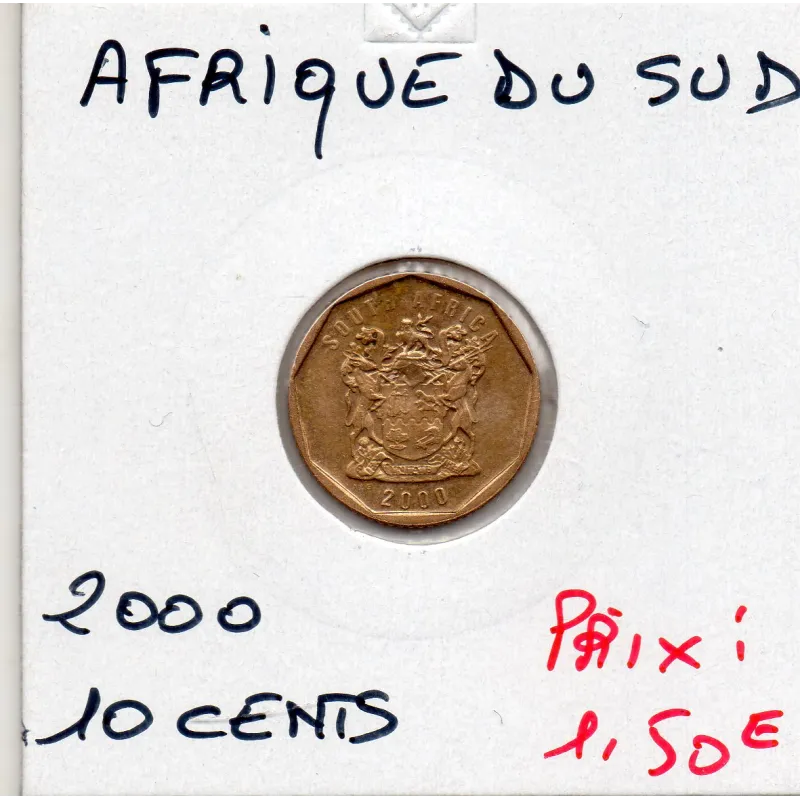 AFRIQUE DU SUD
SOUTH AFRICA
2000
2000
10 CENTS
PRIX :
1,50 E